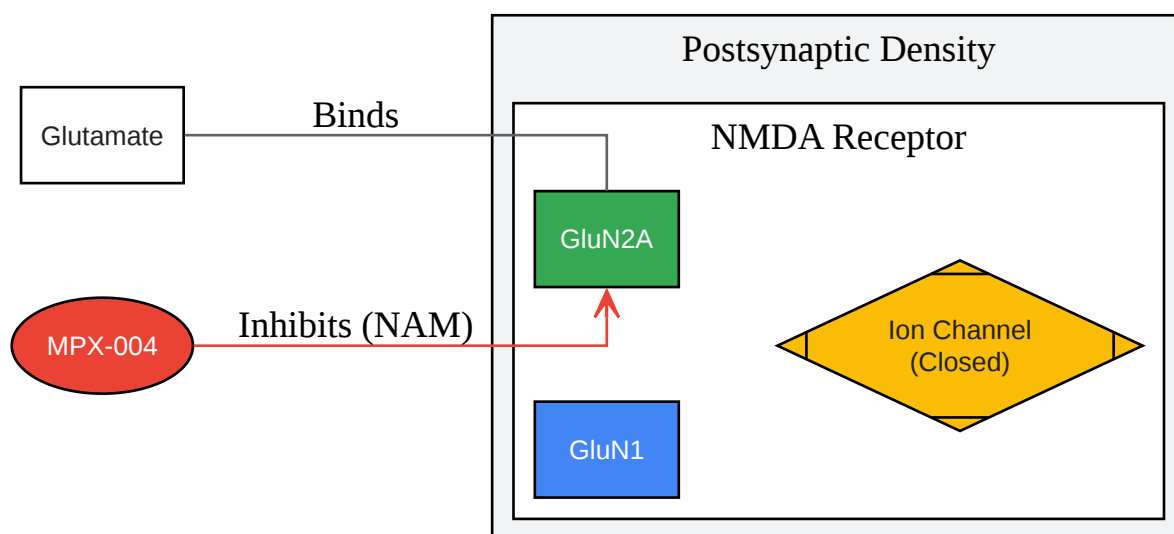 Postsynaptic Density
Glutamate
Binds
NMDA Receptor
GluN2A
MPX-004
Inhibits (NAM)
Ion Channel
(Closed)
GluN1